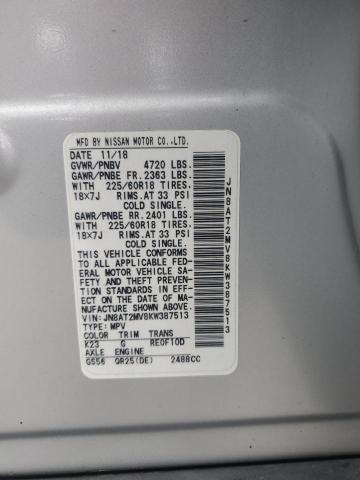 MFD BY NISSAN MOTOR CO.,LTD.
DATE 11/18
GVWR/PNBV 4720 LBS.
GAWR/PNBE FR. 2363 LBS.
WITH 225/60R18 TIRES.
18×7J RIMS.AT 33 PSI
COLD SINGLE.
GAWR/PNBE RR. 2401 LBS.
WITH 225/60R18 TIRES.
18×7J RIMS.AT 33 PSI
COLD SINGLE.
THIS VEHICLE CONFORMS
TO ALL APPLICABLE FED-
ERAL MOTOR VEHICLE SA-
FETY AND THEFT PREVEN-
TION STANDARDS IN EFF-
ECT ON THE DATE OF MA-
NUFACTURE SHOWN ABOVE.
VIN: JN8AT2MV8KW387513
TYPE: MPV
COLOR TRIM TRANS
K23 G RE0F10D
AXLE ENGINE
GS56 QR25(DE) 2488CC
JN8AT2MV8KW387513